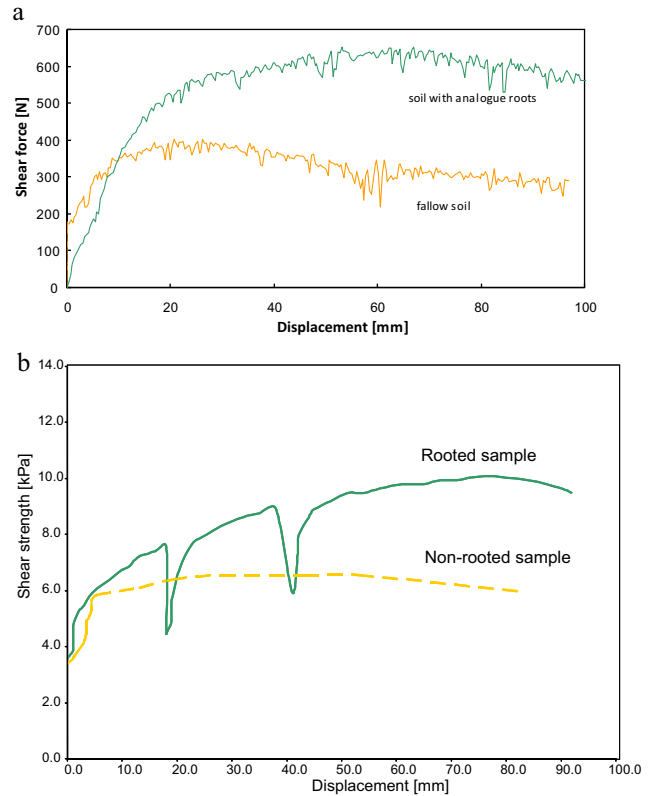 a
700
600
500
400
300
200
100
0
Shear force [N]
soil with analogue roots
fallow soil
0 20 40 60 80 100
Displacement [mm]
b
14.0
12.0
10.0
8.0
6.0
4.0
2.0
0.0
Shear strength [kPa]
Rooted sample
Non-rooted sample
0.0 10.0 20.0 30.0 40.0 50.0 60.0 70.0 80.0 90.0 100.0
Displacement [mm]